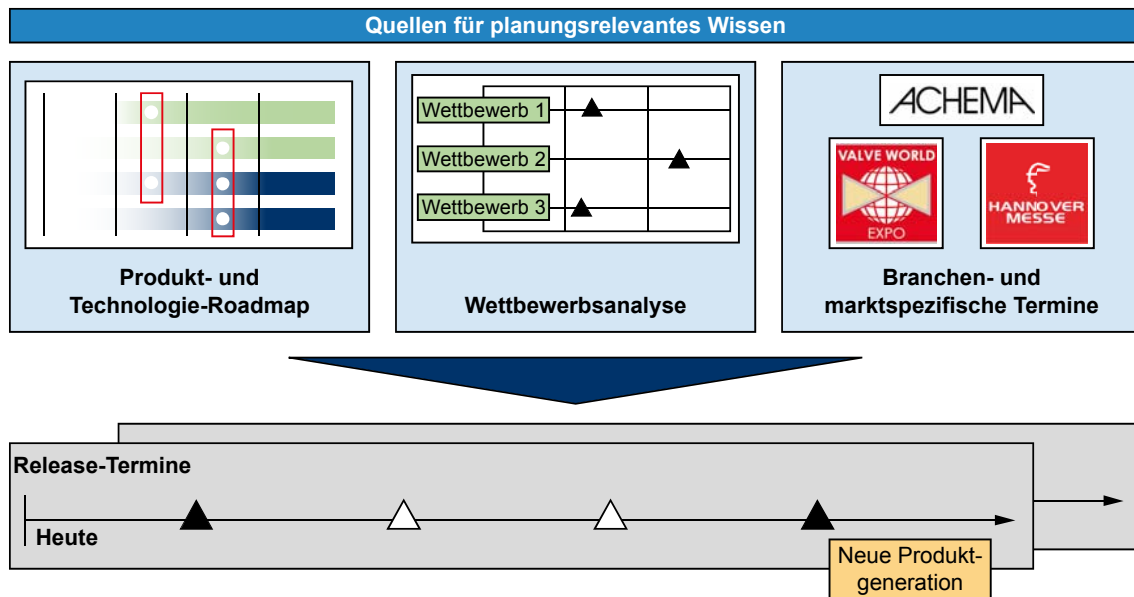 Quellen für planungsrelevantes Wissen
Produkt- und
Technologie-Roadmap
Wettbewerb 1
Wettbewerb 2
Wettbewerb 3
Wettbewerbsanalyse
ACHEMA
VALVE WORLD
EXPO
HANNOVER
MESSE
Branchen- und
marktspezifische Termine
Release-Termine
Heute
Neue Produkt-
generation